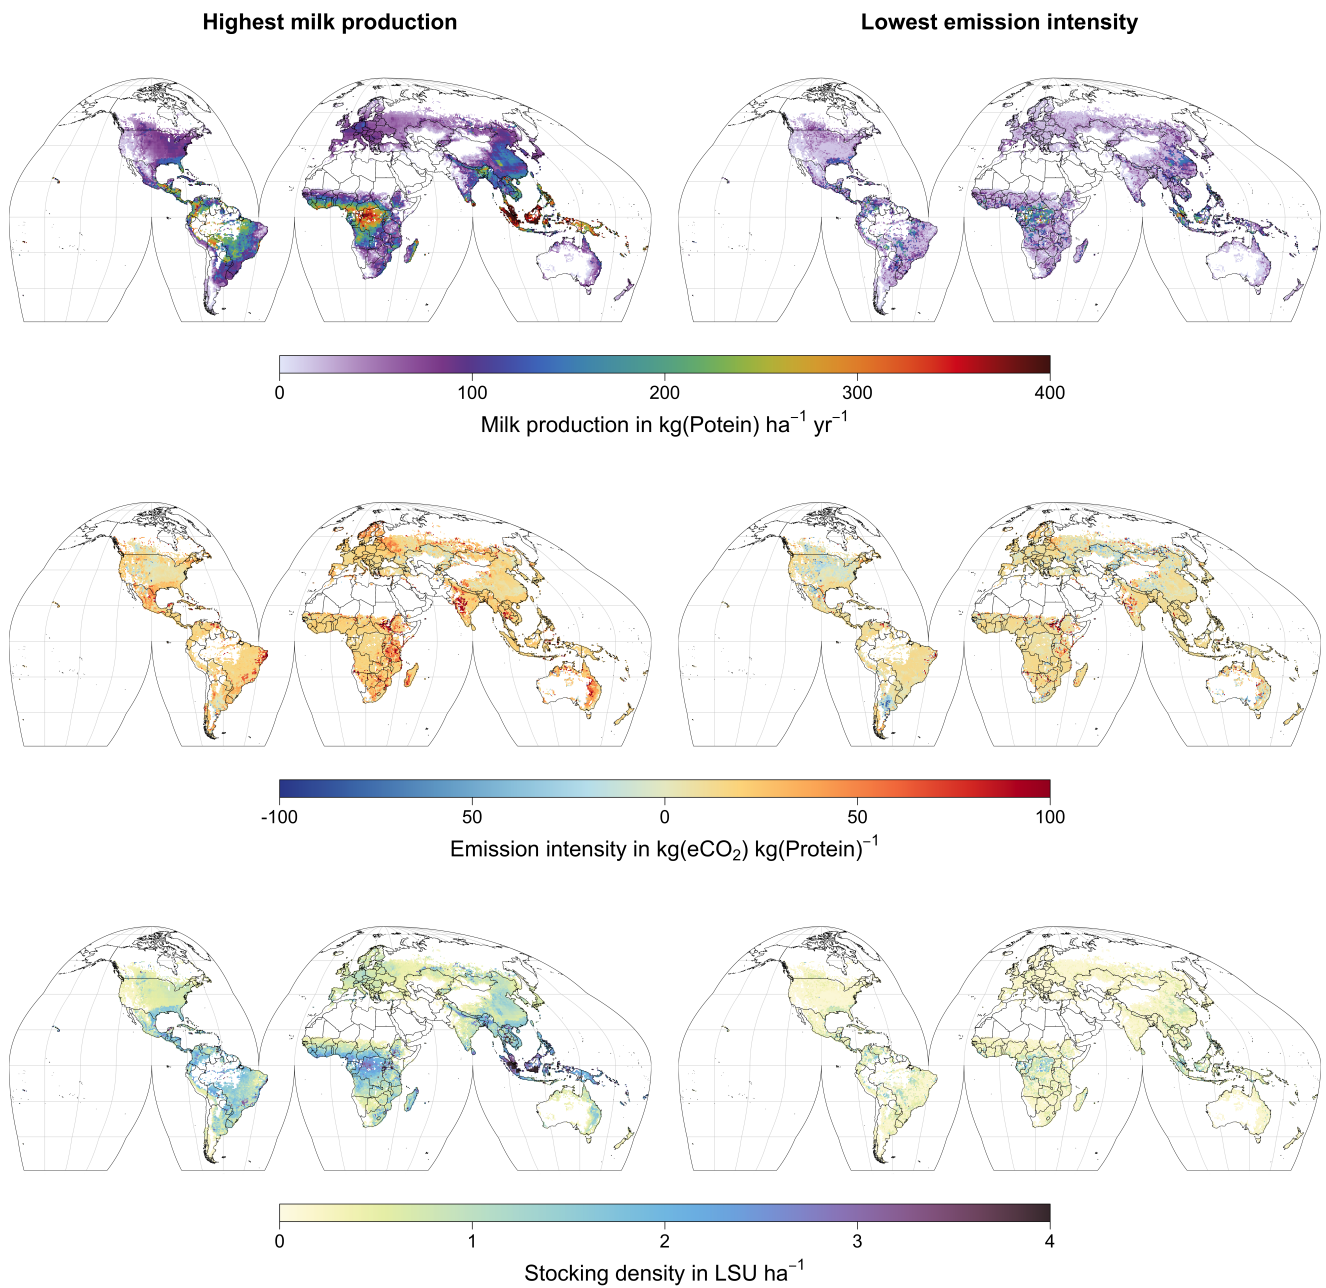 Highest milk production
Lowest emission intensity
0 100 200 300 400
Milk production in kg(Potein) ha⁻¹ yr⁻¹
-100 50 0 50 100
Emission intensity in kg(eCO₂) kg(Protein)⁻¹
0 1 2 3 4
Stocking density in LSU ha⁻¹